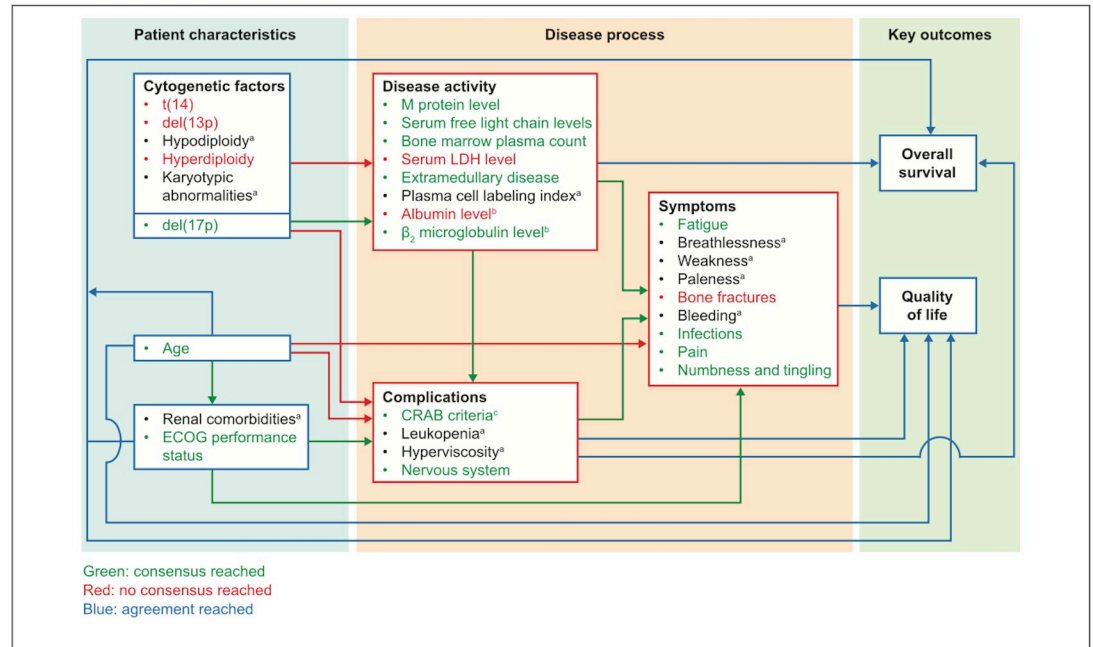 Patient characteristics
Disease process
Key outcomes
Cytogenetic factors
• t(14)
• del(13p)
• Hypodiploidyᵃ
• Hyperdiploidy
• Karyotypic
abnormalitiesᵃ
• del(17p)
• Age
• Renal comorbiditiesᵃ
• ECOG performance
status
Disease activity
• M protein level
• Serum free light chain levels
• Bone marrow plasma count
• Serum LDH level
• Extramedullary disease
• Plasma cell labeling indexᵃ
• Albumin levelᵇ
• β₂ microglobulin levelᵇ
Complications
• CRAB criteriaᶜ
• Leukopeniaᵃ
• Hyperviscosityᵃ
• Nervous system
Symptoms
• Fatigue
• Breathlessnessᵃ
• Weaknessᵃ
• Palenessᵃ
• Bone fractures
• Bleedingᵃ
• Infections
• Pain
• Numbness and tingling
Overall
survival
Quality
of life
Green: consensus reached
Red: no consensus reached
Blue: agreement reached